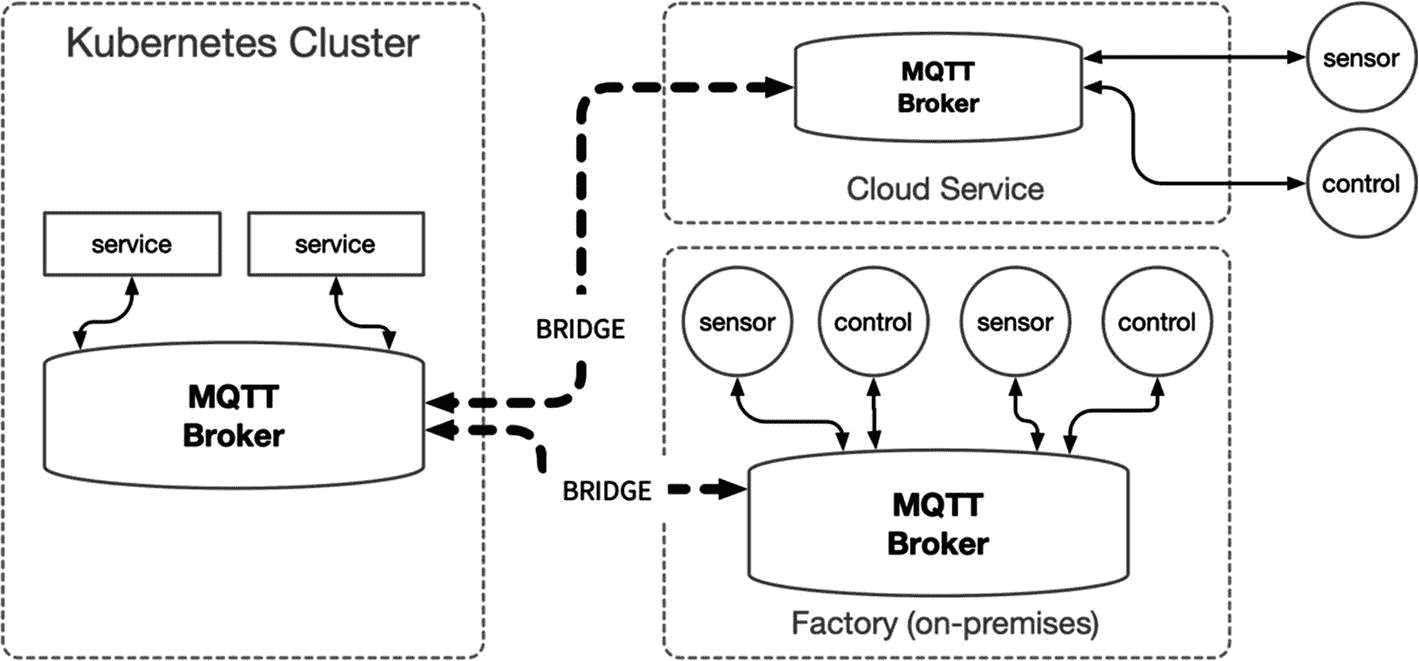 Kubernetes Cluster
service
service
MQTT
Broker
BRIDGE
BRIDGE
MQTT
Broker
Cloud Service
sensor
control
sensor
control
sensor
control
MQTT
Broker
Factory (on-premises)